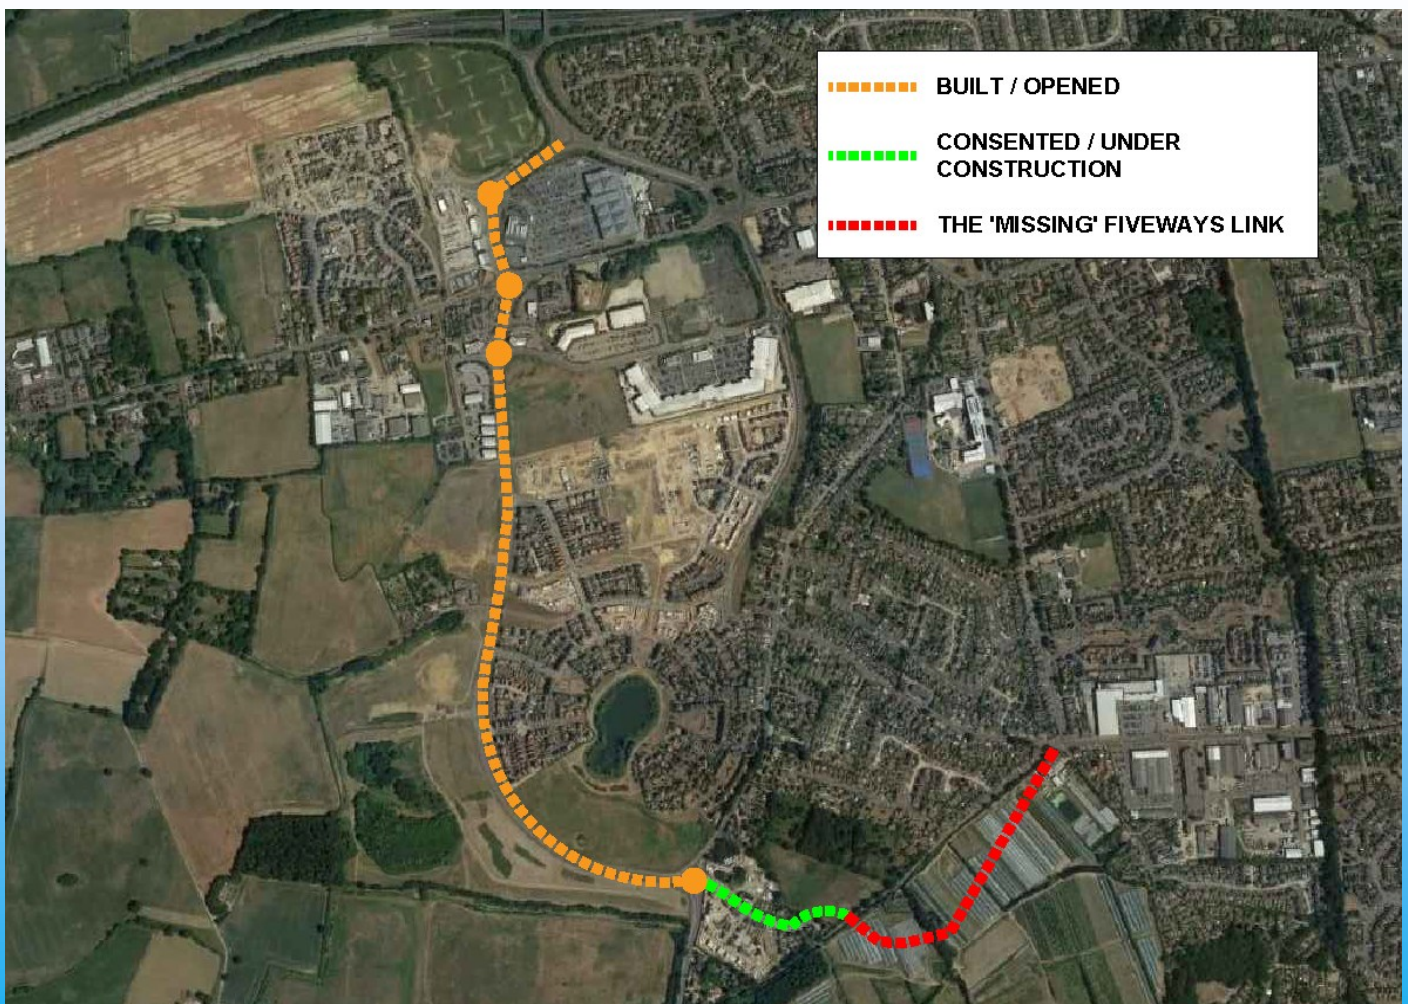 BUILT / OPENED
CONSENTED / UNDER
CONSTRUCTION
THE 'MISSING' FIVEWAYS LINK